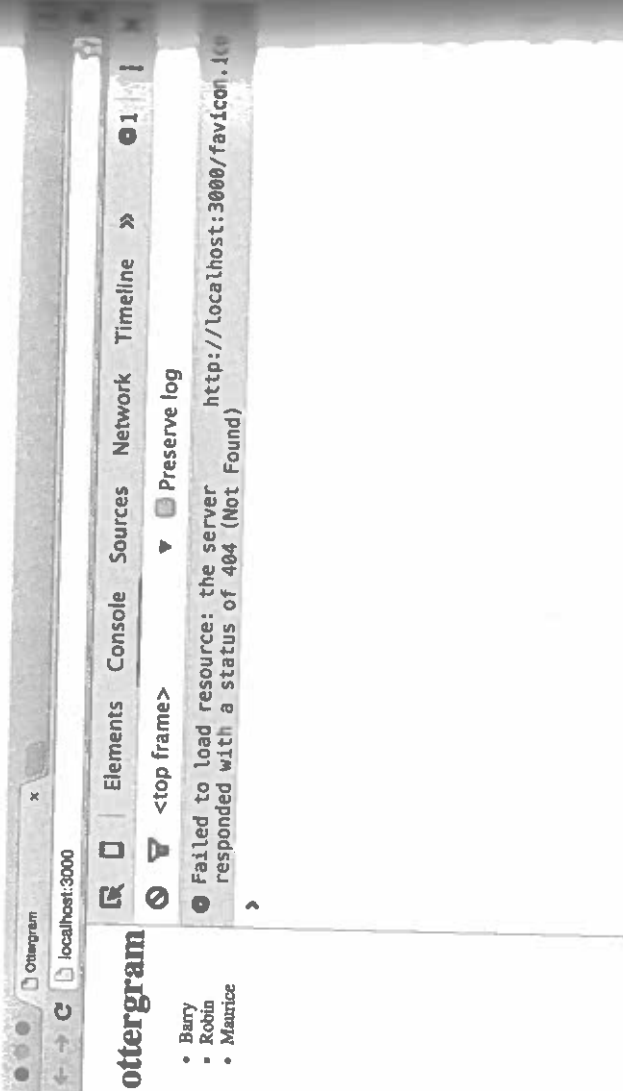 Ottergram
localhost:3000
Elements Console Sources Network Timeline » 1
<top frame> ▼ Preserve log
Failed to load resource: the server http://localhost:3000/favicon.ico
responded with a status of 404 (Not Found)
>
ottergram
• Barry
• Robin
• Maurice